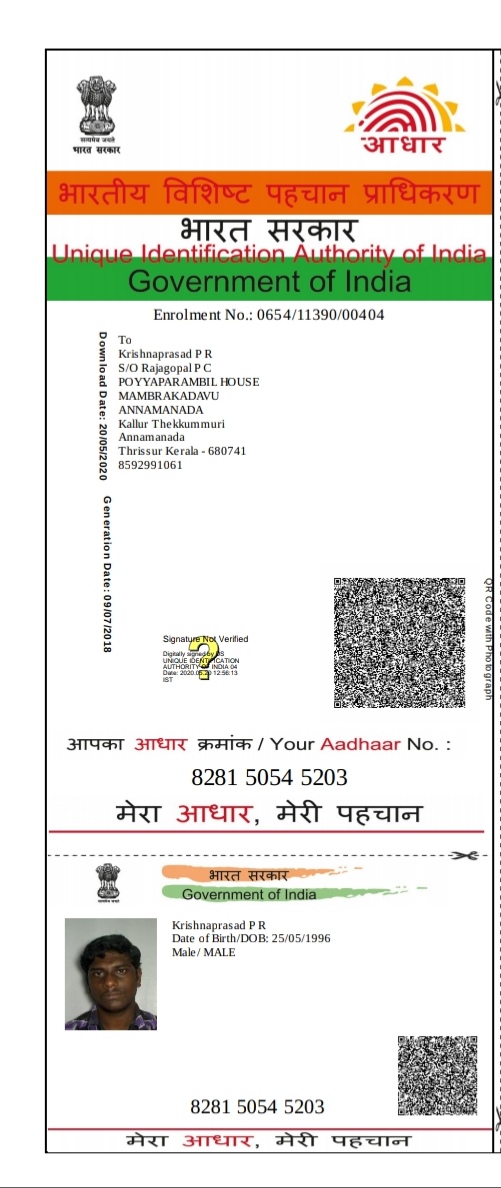 सत्यमेव जयते
भारत सरकार
आधार
भारतीय विशिष्ट पहचान प्राधिकरण
भारत सरकार
Unique Identification Authority of India
Government of India
Enrolment No.: 0654/11390/00404
Download Date: 20/05/2020
Generation Date: 09/07/2018
To
Krishnaprasad P R
S/O Rajagopal P C
POYYAPARAMBIL HOUSE
MAMBRAKADAVU
ANNAMANADA
Kallur Thekkummuri
Annamanada
Thrissur Kerala - 680741
8592991061
Signature Not Verified
Digitally signed by DS
UNIQUE IDENTIFICATION
AUTHORITY OF INDIA 04
Date: 2020.05.20 12:56:13
IST
QR Code with Photograph
आपका आधार क्रमांक / Your Aadhaar No. :
8281 5054 5203
मेरा आधार, मेरी पहचान
भारत सरकार
Government of India
Krishnaprasad P R
Date of Birth/DOB: 25/05/1996
Male/ MALE
8281 5054 5203
मेरा आधार, मेरी पहचान